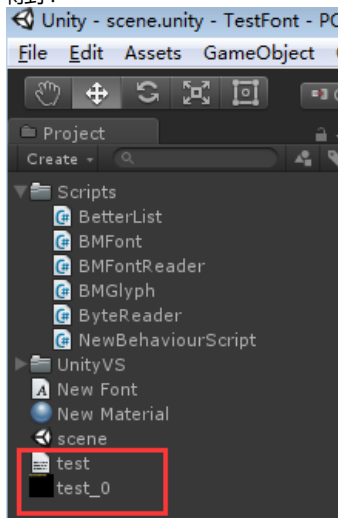 Unity - scene.unity - TestFont - PC
File Edit Assets GameObject
Project
Create
Scripts
BetterList
BMFont
BMFontReader
BMGlyph
ByteReader
NewBehaviourScript
UnityVS
New Font
New Material
scene
test
test_0